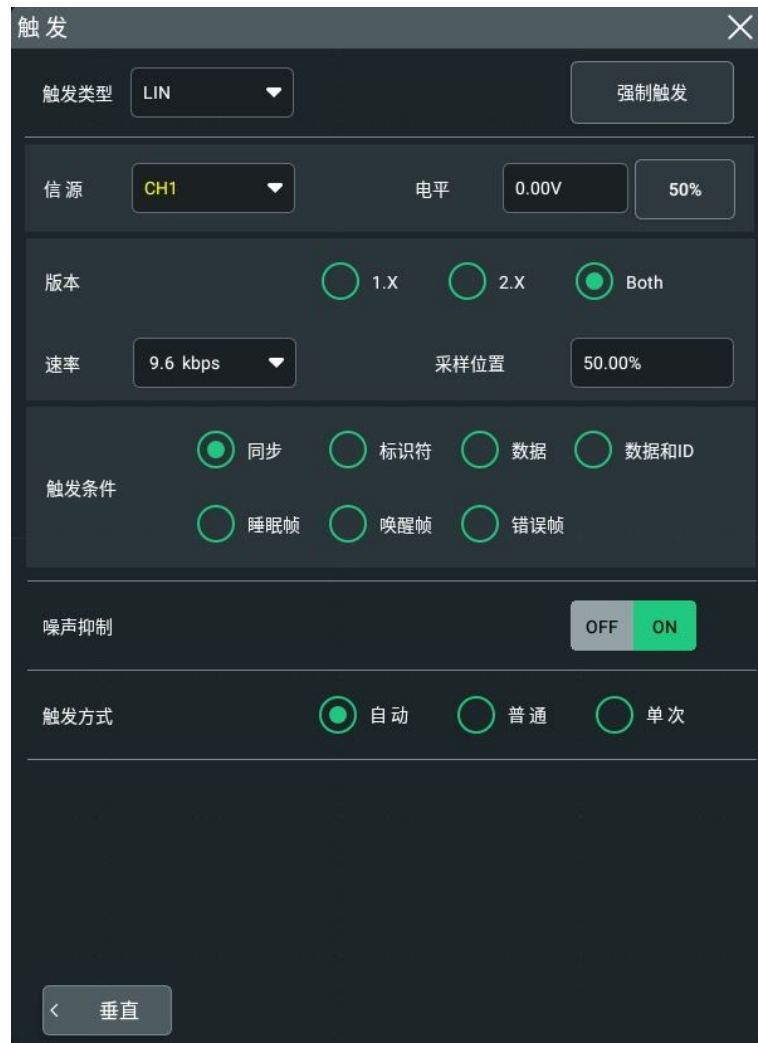 触发
触发类型 LIN 强制触发
信源 CH1 电平 0.00V 50%
版本 1.X 2.X Both
速率 9.6 kbps 采样位置 50.00%
同步 标识符 数据 数据和ID
触发条件
睡眠帧 唤醒帧 错误帧
噪声抑制 OFF ON
触发方式 自动 普通 单次
< 垂直